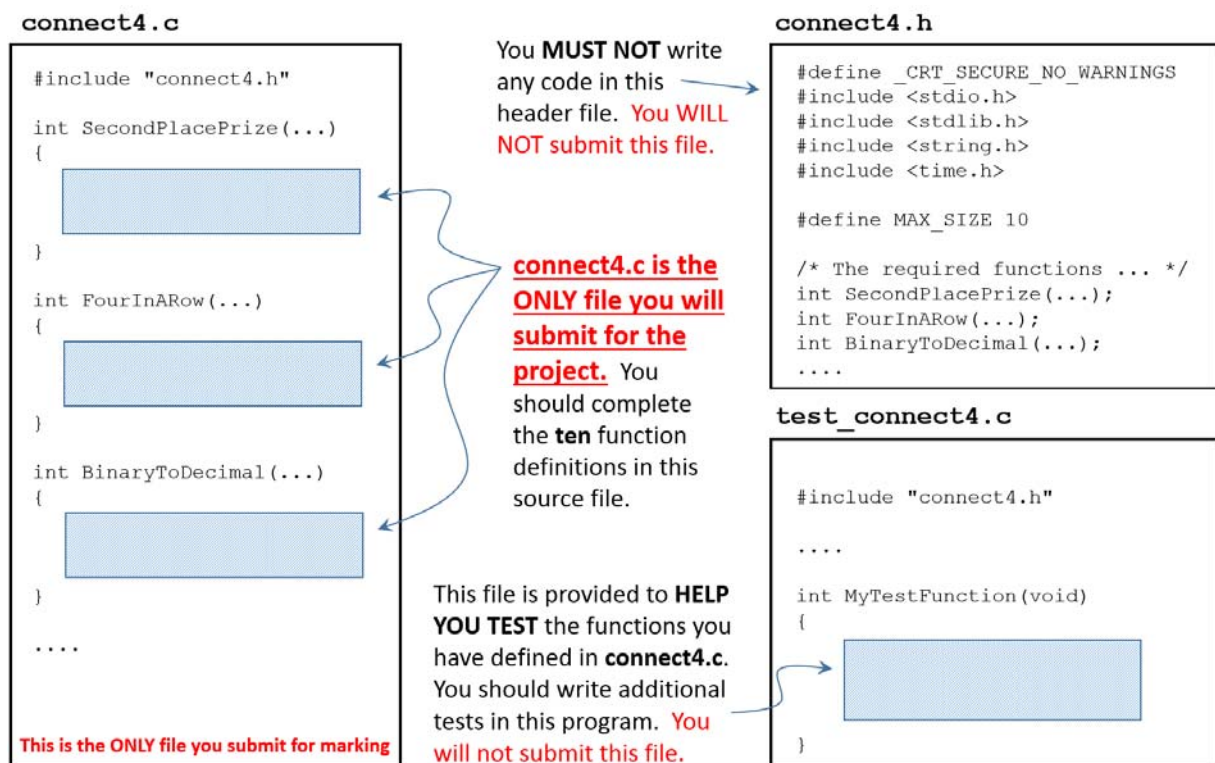 connect4.c
#include "connect4.h"
int SecondPlacePrize(...)
{
}
int FourInARow(...)
{
}
int BinaryToDecimal(...)
{
}
....
This is the ONLY file you submit for marking
You MUST NOT write
any code in this
header file. You WILL
NOT submit this file.
connect4.c is the
ONLY file you will
submit for the
project. You
should complete
the ten function
definitions in this
source file.
This file is provided to HELP
YOU TEST the functions you
have defined in connect4.c.
You should write additional
tests in this program. You
will not submit this file.
connect4.h
#define _CRT_SECURE_NO_WARNINGS
#include <stdio.h>
#include <stdlib.h>
#include <string.h>
#include <time.h>
#define MAX_SIZE 10
/* The required functions ... */
int SecondPlacePrize(...);
int FourInARow(...);
int BinaryToDecimal(...);
....
test_connect4.c
#include "connect4.h"
....
int MyTestFunction(void)
{
}